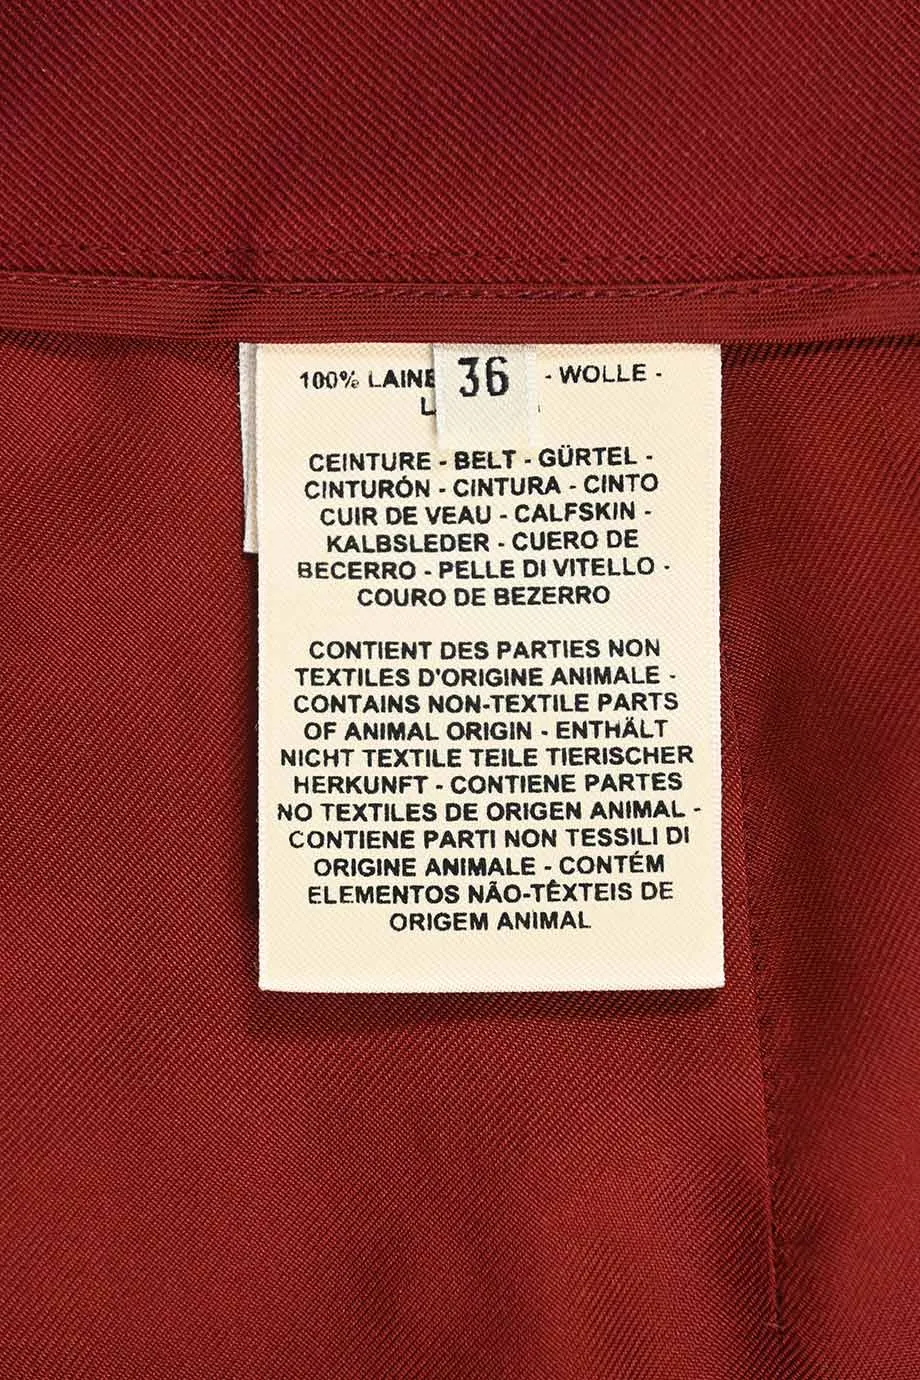 36
100% LAINE - WOLLE -
CEINTURE - BELT - GÜRTEL -
CINTURÓN - CINTURA - CINTO
CUIR DE VEAU - CALFSKIN -
KALBSLEDER - CUERO DE
BECERRO - PELLE DI VITELLO -
COURO DE BEZERRO
CONTIENT DES PARTIES NON
TEXTILES D'ORIGINE ANIMALE -
CONTAINS NON-TEXTILE PARTS
OF ANIMAL ORIGIN - ENTHÄLT
NICHT TEXTILE TEILE TIERISCHER
HERKUNFT - CONTIENE PARTES
NO TEXTILES DE ORIGEN ANIMAL -
CONTIENE PARTI NON TESSILI DI
ORIGINE ANIMALE - CONTÉM
ELEMENTOS NÃO-TÊXTEIS DE
ORIGEM ANIMAL